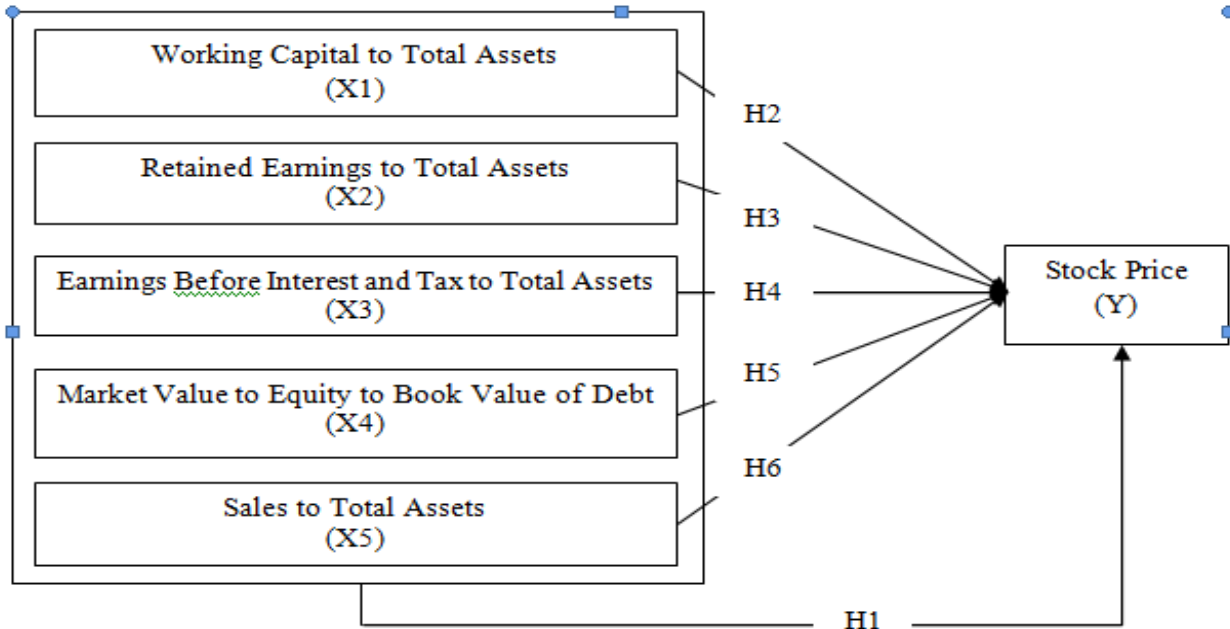 Working Capital to Total Assets
(X1)
H2
Retained Earnings to Total Assets
(X2)
H3
Earnings Before Interest and Tax to Total Assets
(X3)
H4
Stock Price
(Y)
Market Value to Equity to Book Value of Debt
(X4)
H5
Sales to Total Assets
(X5)
H6
H1